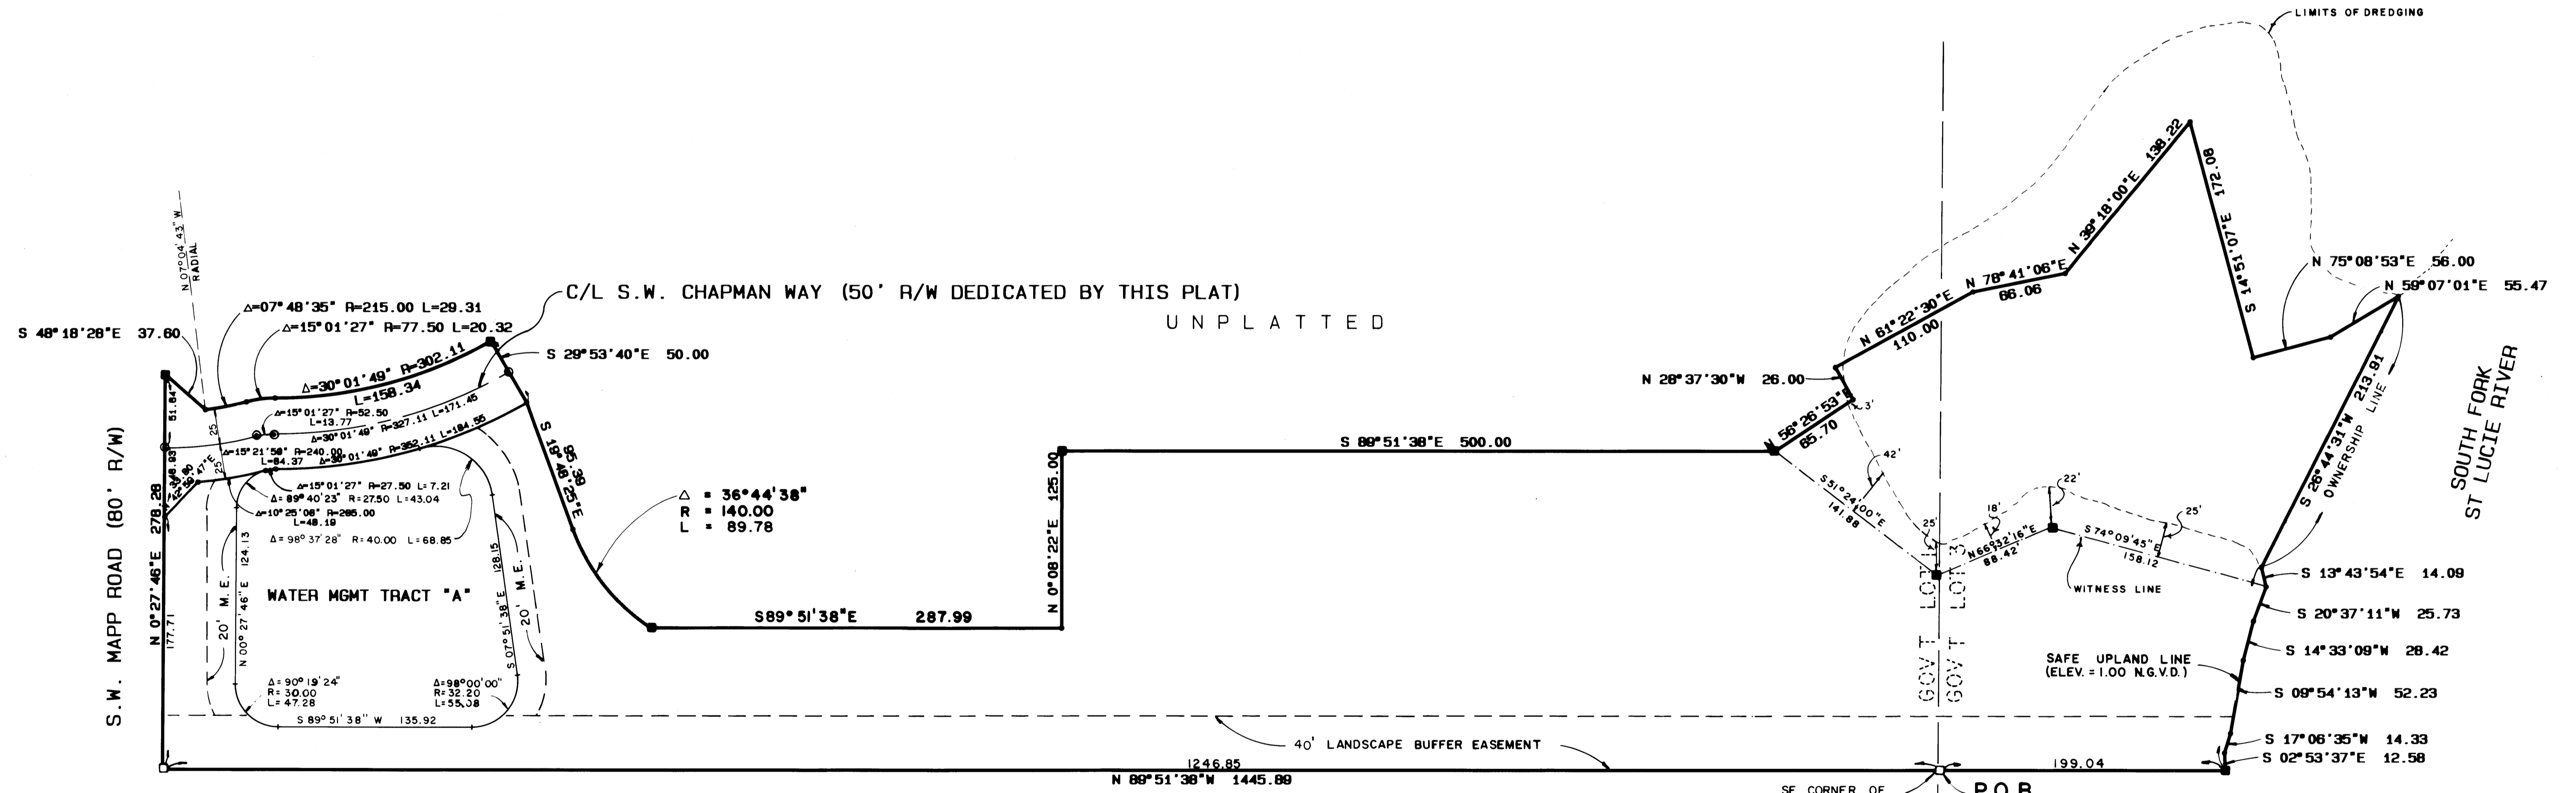 LIMITS OF DREDGING
N 07°04'43" W
RADIAL
Δ=07°48'35" R=215.00 L=29.31
Δ=15°01'27" R=77.50 L=20.32
S 48°18'28"E 37.60
C/L S.W. CHAPMAN WAY (50' R/W DEDICATED BY THIS PLAT)
UNPLATTED
S 29°53'40"E 50.00
Δ=30°01'49" R=302.11
L=158.34
Δ=15°01'27" R=52.50
L=13.77
Δ=30°01'49" R=327.11 L=171.45
Δ=15°21'58" R=240.00
L=64.37
Δ=30°01'49" R=352.11 L=184.55
Δ=15°01'27" R=27.50 L=7.21
Δ=89°40'23" R=27.50 L=43.04
Δ=10°25'08" R=265.00
L=48.19
Δ=98°37'28" R=40.00 L=68.85
51.64
48.93
25
25
S.W. MAPP ROAD (80' R/W)
N 0°27'46"E 278.28
177.71
20' M.E.
N 00°27'46"E 124.13
WATER MGMT TRACT "A"
128.15
S 07°51'38"E
20' M.E.
Δ=90°19'24"
R=30.00
L=47.28
Δ=98°00'00"
R=32.20
L=55.08
S 89°51'38" W 135.92
S 19°48'25"E
95.39
Δ = 36°44'38"
R = 140.00
L = 89.78
S89°51'38"E 287.99
N 0°08'22"E 125.00
S 89°51'38"E 500.00
N 56°26'53"E
65.70
N 28°37'30"W 26.00
N 61°22'30"E
110.00
N 78°41'06"E
66.06
N 39°18'00"E 138.22
S 14°51'07"E 172.08
N 75°08'53"E 56.00
N 59°07'01"E 55.47
S 26°44'31"W 213.91
OWNERSHIP LINE
SOUTH FORK
ST LUCIE RIVER
3'
42'
S51°24'00"E
141.88
25'
18'
22'
25'
N66°32'16"E
88.42'
S74°09'45"E
158.12
WITNESS LINE
GOV'T LOT
GOV'T LOT 3
S 13°43'54"E 14.09
S 20°37'11"W 25.73
S 14°33'09"W 28.42
SAFE UPLAND LINE
(ELEV. = 1.00 N.G.V.D.)
S 09°54'13"W 52.23
S 17°06'35"W 14.33
S 02°53'37"E 12.58
40' LANDSCAPE BUFFER EASEMENT
1246.85
N 89°51'38"W 1445.89
199.04
SE CORNER OF
P.O.B.